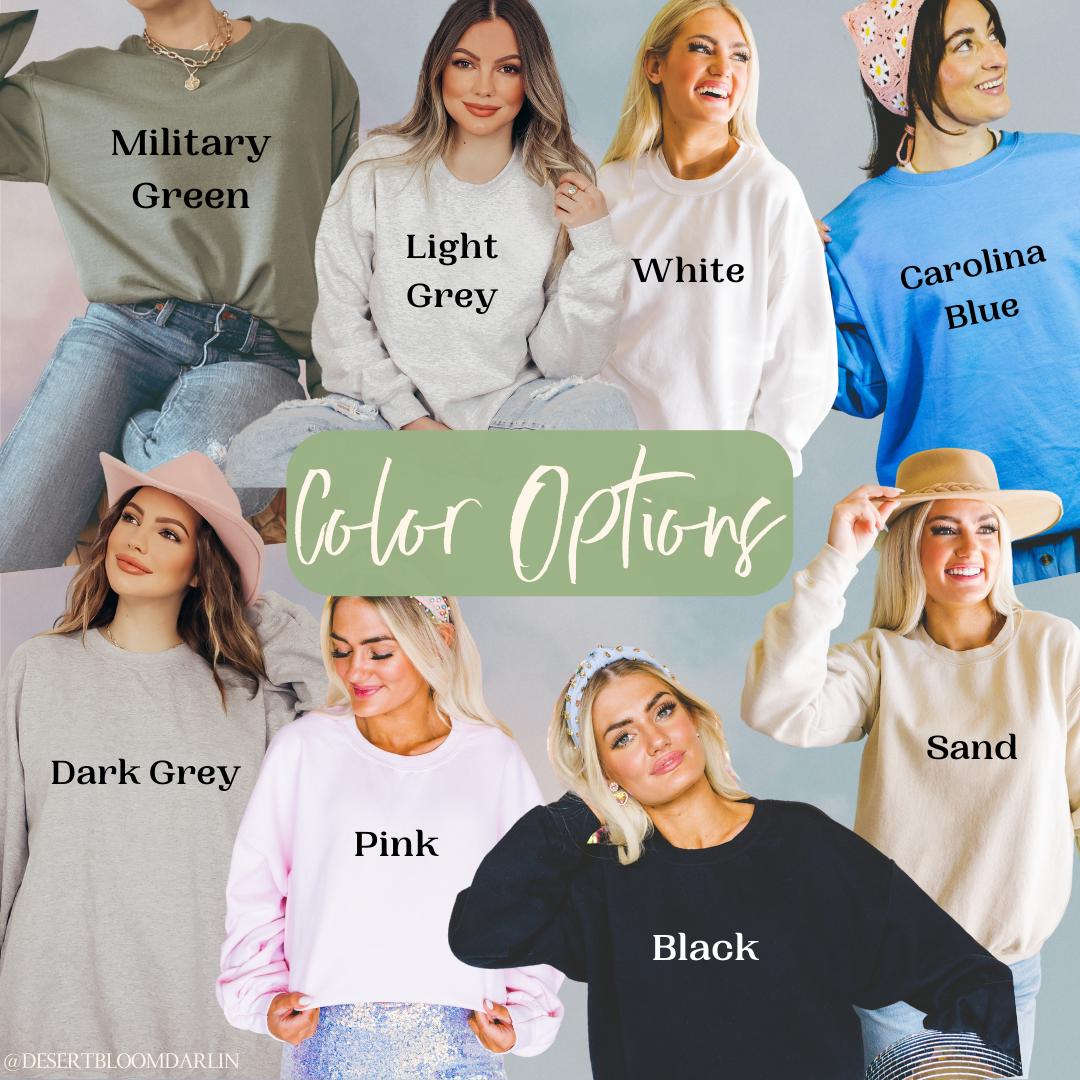 Military
Green
Light
Grey
White
Carolina
Blue
Color Options
Dark Grey
Pink
Black
Sand
@DESERTBLOOMDARLIN